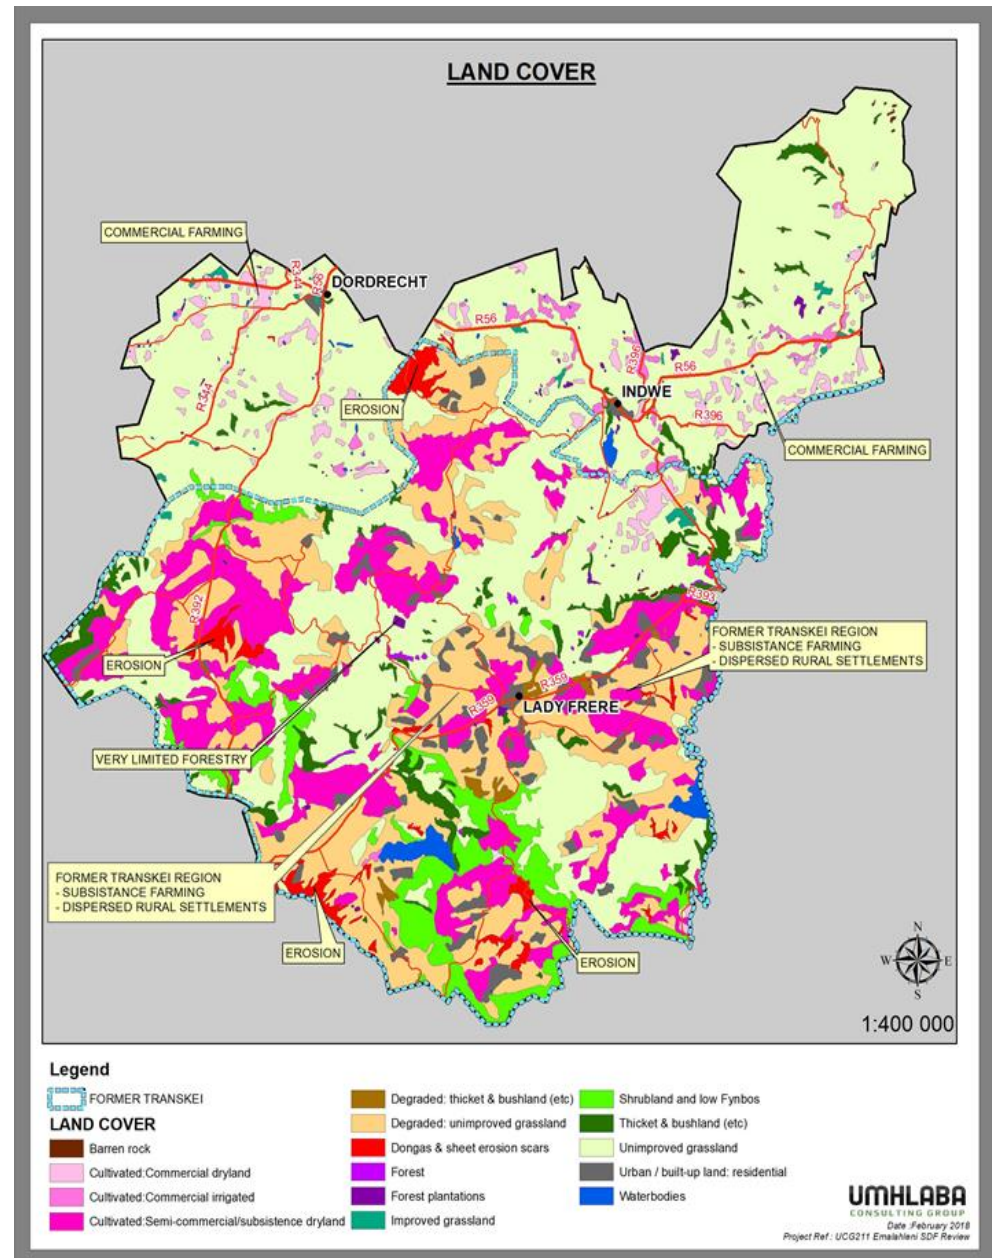 LAND COVER
COMMERCIAL FARMING
R344
R56
DORDRECHT
R56
R396
R56
INDWE
R344
EROSION
R396
COMMERCIAL FARMING
R392
R393
EROSION
FORMER TRANSKEI REGION
- SUBSISTANCE FARMING
- DISPERSED RURAL SETTLEMENTS
R359
R359
LADY FRERE
VERY LIMITED FORESTRY
FORMER TRANSKEI REGION
- SUBSISTANCE FARMING
- DISPERSED RURAL SETTLEMENTS
EROSION
EROSION
N
W
E
S
1:400 000
Legend
FORMER TRANSKEI
LAND COVER
Barren rock
Cultivated:Commercial dryland
Cultivated:Commercial irrigated
Cultivated:Semi-commercial/subsistence dryland
Degraded: thicket & bushland (etc)
Degraded: unimproved grassland
Dongas & sheet erosion scars
Forest
Forest plantations
Improved grassland
Shrubland and low Fynbos
Thicket & bushland (etc)
Unimproved grassland
Urban / built-up land: residential
Waterbodies
UMHLABA
CONSULTING GROUP
Date :February 2018
Project Ref : UCG211 Emalahleni SDF Review